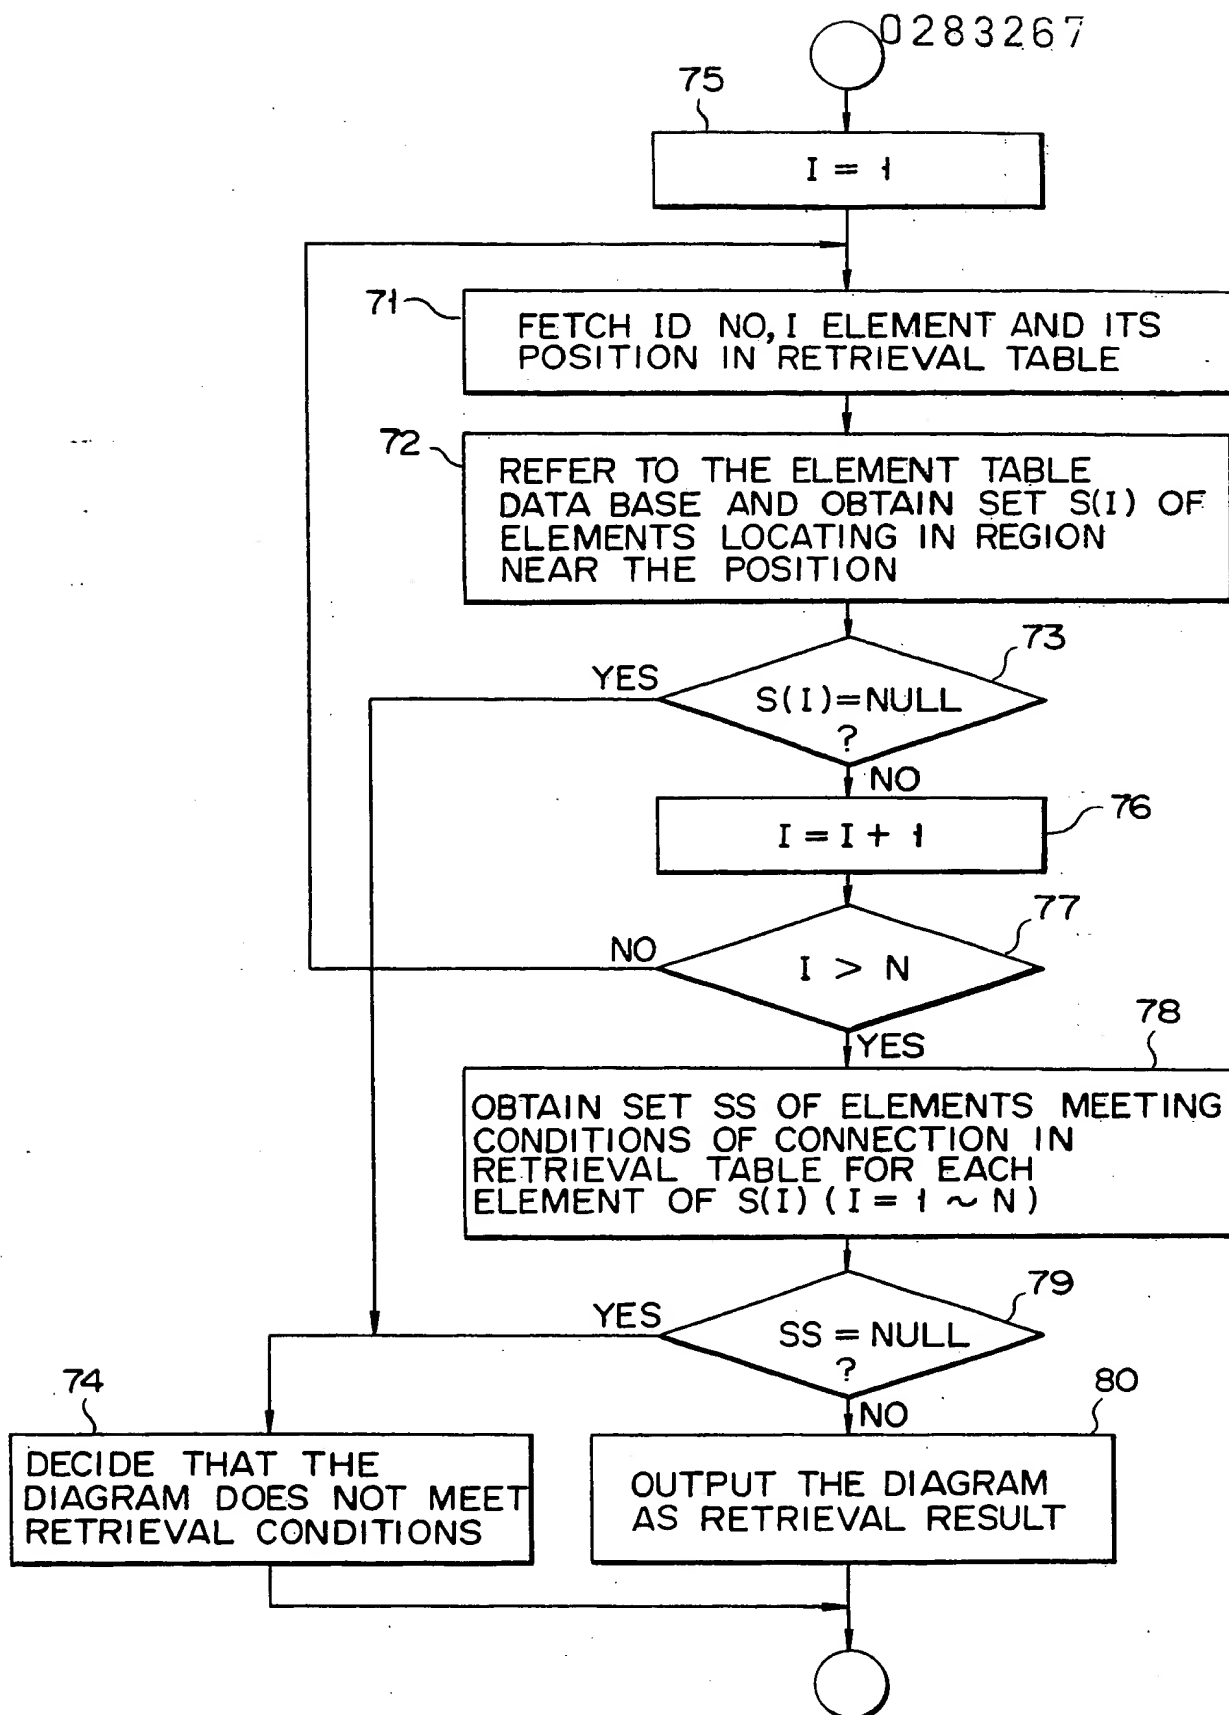 0283267
75
I = 1
71
FETCH ID NO, I ELEMENT AND ITS
POSITION IN RETRIEVAL TABLE
72
REFER TO THE ELEMENT TABLE
DATA BASE AND OBTAIN SET S(I) OF
ELEMENTS LOCATING IN REGION
NEAR THE POSITION
73
YES
S(I)=NULL
?
NO
76
I = I + 1
77
NO
I > N
YES
78
OBTAIN SET SS OF ELEMENTS MEETING
CONDITIONS OF CONNECTION IN
RETRIEVAL TABLE FOR EACH
ELEMENT OF S(I) ( I = 1 ~ N )
79
YES
SS = NULL
?
NO
74
DECIDE THAT THE
DIAGRAM DOES NOT MEET
RETRIEVAL CONDITIONS
80
OUTPUT THE DIAGRAM
AS RETRIEVAL RESULT